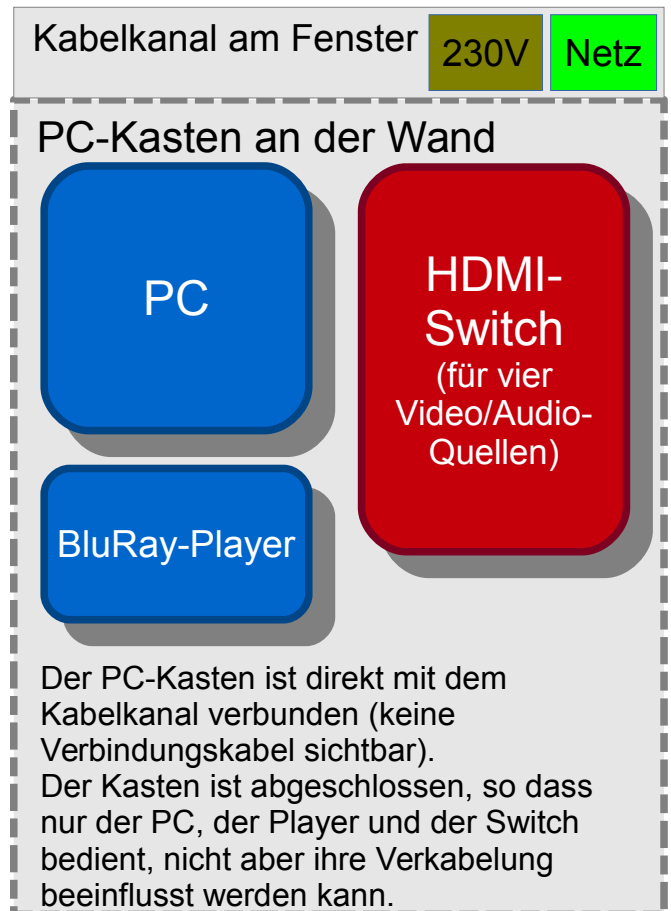 Kabelkanal am Fenster 230V Netz
PC-Kasten an der Wand
PC
HDMI-
Switch
(für vier
Video/Audio-
Quellen)
BluRay-Player
Der PC-Kasten ist direkt mit dem
Kabelkanal verbunden (keine
Verbindungskabel sichtbar).
Der Kasten ist abgeschlossen, so dass
nur der PC, der Player und der Switch
bedient, nicht aber ihre Verkabelung
beeinflusst werden kann.